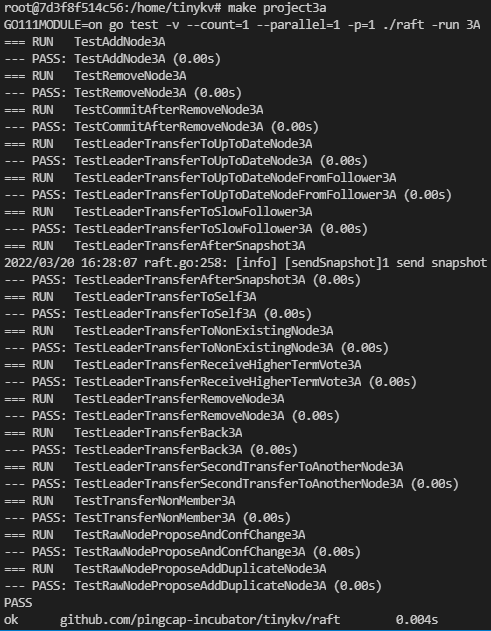 root@7d3f8f514c56:/home/tinykv# make project3a
GO111MODULE=on go test -v --count=1 --parallel=1 -p=1 ./raft -run 3A
=== RUN   TestAddNode3A
--- PASS: TestAddNode3A (0.00s)
=== RUN   TestRemoveNode3A
--- PASS: TestRemoveNode3A (0.00s)
=== RUN   TestCommitAfterRemoveNode3A
--- PASS: TestCommitAfterRemoveNode3A (0.00s)
=== RUN   TestLeaderTransferToUpToDateNode3A
--- PASS: TestLeaderTransferToUpToDateNode3A (0.00s)
=== RUN   TestLeaderTransferToUpToDateNodeFromFollower3A
--- PASS: TestLeaderTransferToUpToDateNodeFromFollower3A (0.00s)
=== RUN   TestLeaderTransferToSlowFollower3A
--- PASS: TestLeaderTransferToSlowFollower3A (0.00s)
=== RUN   TestLeaderTransferAfterSnapshot3A
2022/03/20 16:28:07 raft.go:258: [info] [sendSnapshot]1 send snapshot
--- PASS: TestLeaderTransferAfterSnapshot3A (0.00s)
=== RUN   TestLeaderTransferToSelf3A
--- PASS: TestLeaderTransferToSelf3A (0.00s)
=== RUN   TestLeaderTransferToNonExistingNode3A
--- PASS: TestLeaderTransferToNonExistingNode3A (0.00s)
=== RUN   TestLeaderTransferReceiveHigherTermVote3A
--- PASS: TestLeaderTransferReceiveHigherTermVote3A (0.00s)
=== RUN   TestLeaderTransferRemoveNode3A
--- PASS: TestLeaderTransferRemoveNode3A (0.00s)
=== RUN   TestLeaderTransferBack3A
--- PASS: TestLeaderTransferBack3A (0.00s)
=== RUN   TestLeaderTransferSecondTransferToAnotherNode3A
--- PASS: TestLeaderTransferSecondTransferToAnotherNode3A (0.00s)
=== RUN   TestTransferNonMember3A
--- PASS: TestTransferNonMember3A (0.00s)
=== RUN   TestRawNodeProposeAndConfChange3A
--- PASS: TestRawNodeProposeAndConfChange3A (0.00s)
=== RUN   TestRawNodeProposeAddDuplicateNode3A
--- PASS: TestRawNodeProposeAddDuplicateNode3A (0.00s)
PASS
ok      github.com/pingcap-incubator/tinykv/raft        0.004s